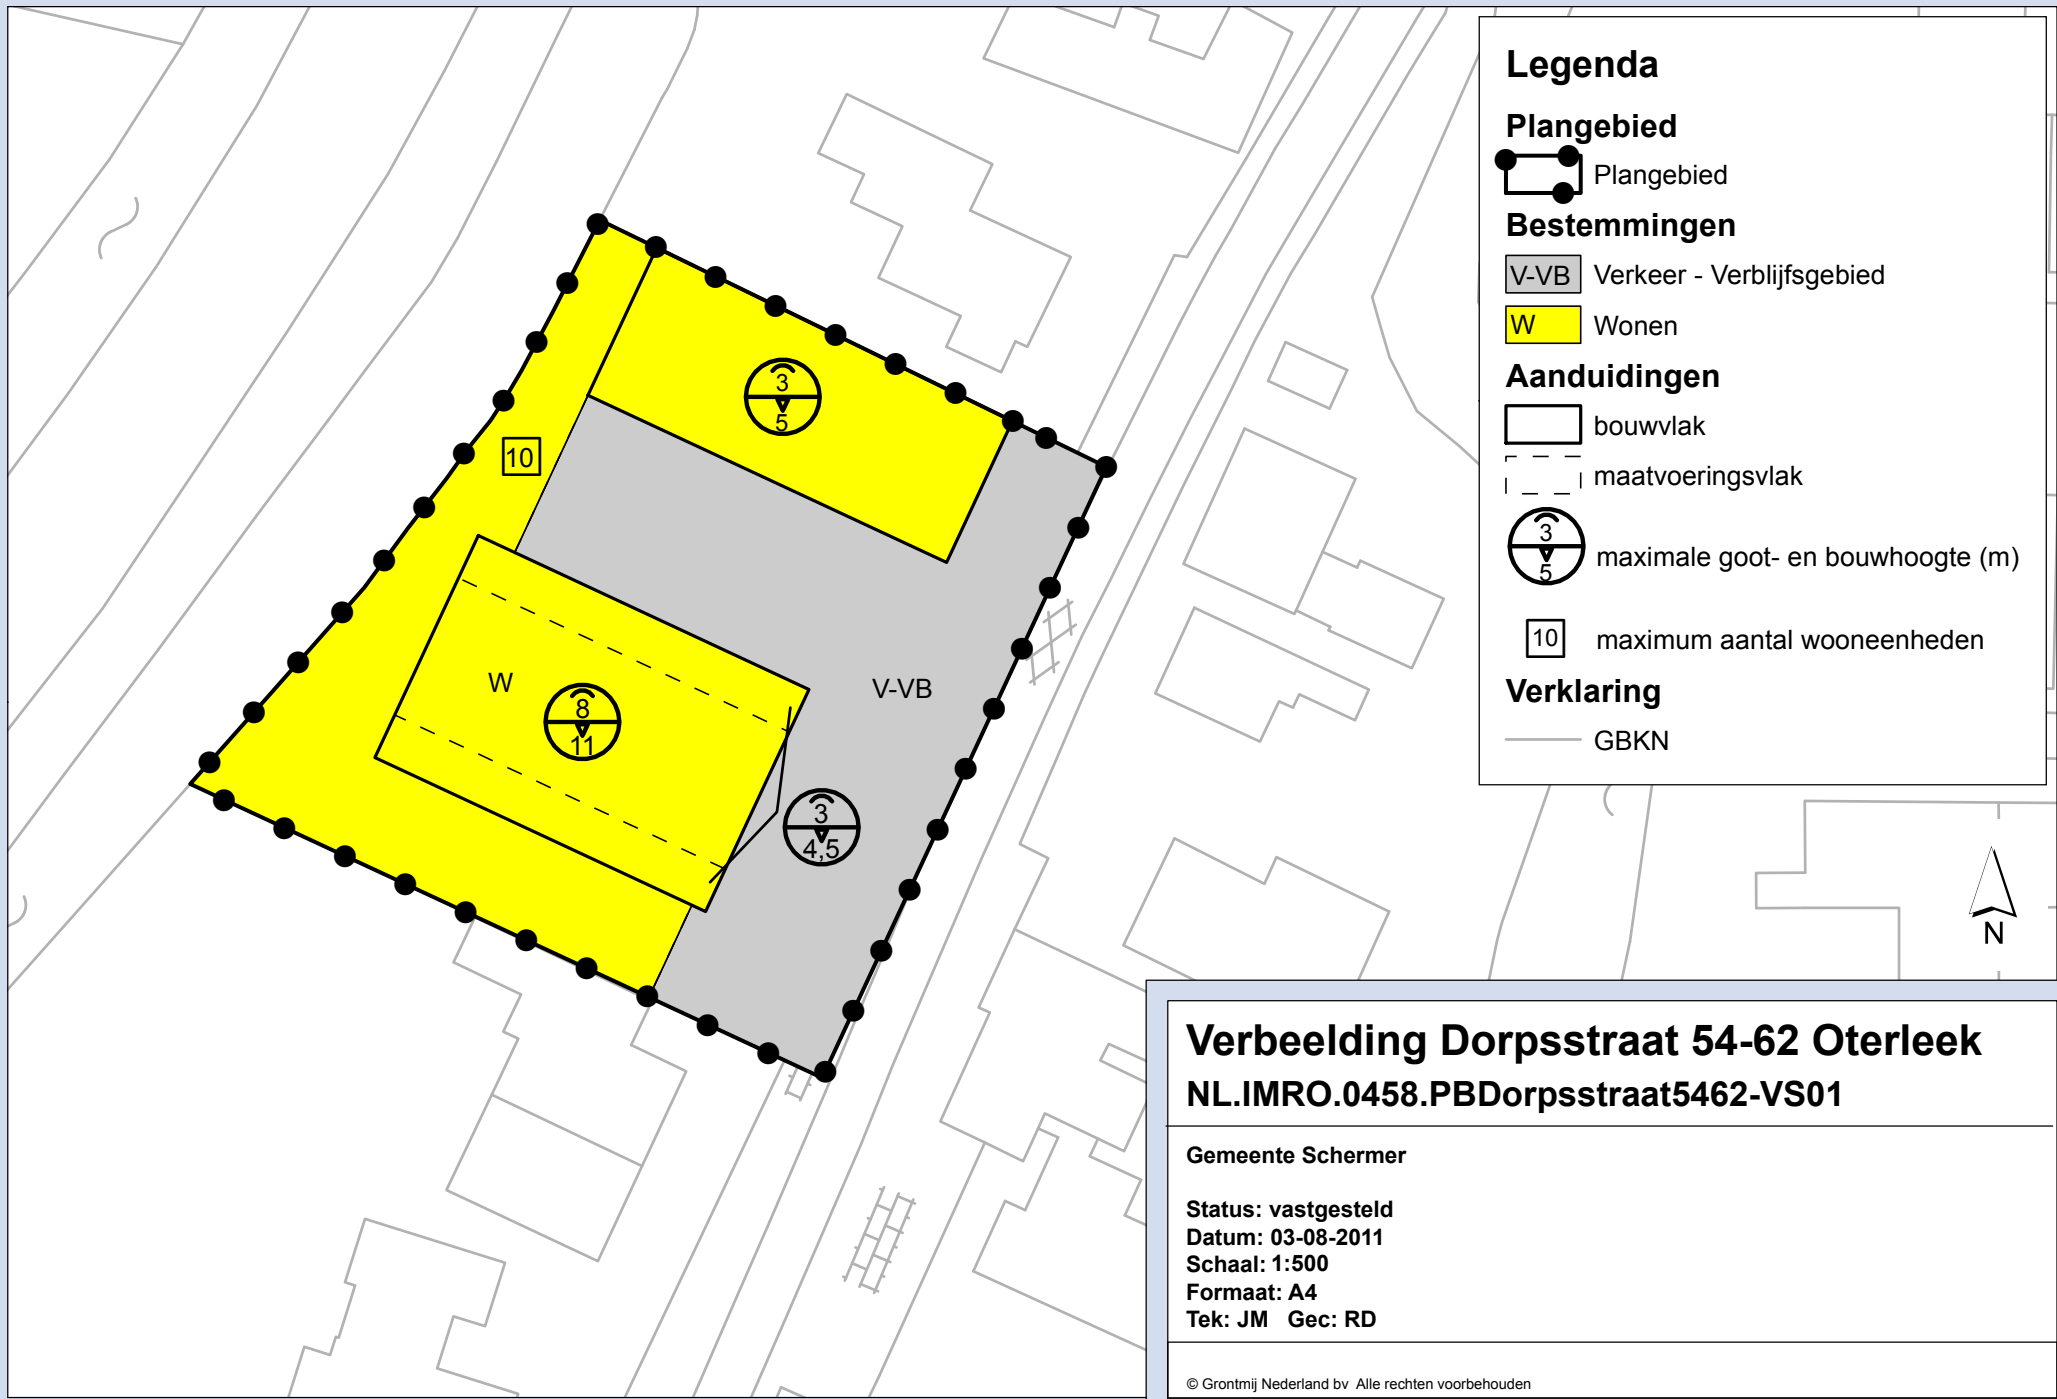 Legenda
Plangebied
Plangebied
Bestemmingen
V-VB Verkeer - Verblijfsgebied
W Wonen
Aanduidingen
bouwvlak
maatvoeringsvlak
3
5
maximale goot- en bouwhoogte (m)
10 maximum aantal wooneenheden
Verklaring
GBKN
3
5
10
W
8
11
V-VB
3
4,5
N
Verbeelding Dorpsstraat 54-62 Oterleek
NL.IMRO.0458.PBDorpsstraat5462-VS01
Gemeente Schermer
Status: vastgesteld
Datum: 03-08-2011
Schaal: 1:500
Formaat: A4
Tek: JM Gec: RD
© Grontmij Nederland bv Alle rechten voorbehouden